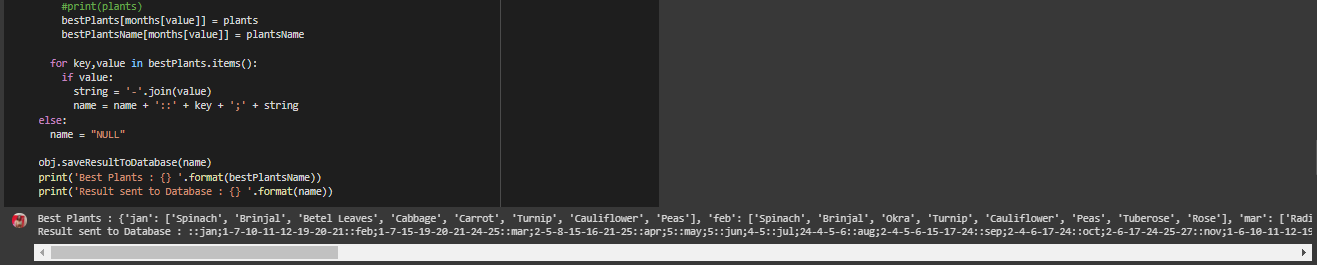 #print(plants)
bestPlants[months[value]] = plants
bestPlantsName[months[value]] = plantsName
for key,value in bestPlants.items():
if value:
string = '-'.join(value)
name = name + '::' + key + ';' + string
else:
name = "NULL"
obj.saveResultToDatabase(name)
print('Best Plants : {} '.format(bestPlantsName))
print('Result sent to Database : {} '.format(name))
Best Plants : {'jan': ['Spinach', 'Brinjal', 'Betel Leaves', 'Cabbage', 'Carrot', 'Turnip', 'Cauliflower', 'Peas'], 'feb': ['Spinach', 'Brinjal', 'Okra', 'Turnip', 'Cauliflower', 'Peas', 'Tuberose', 'Rose'], 'mar': ['Radi
Result sent to Database : ::jan;1-7-10-11-12-19-20-21::feb;1-7-15-19-20-21-24-25::mar;2-5-8-15-16-21-25::apr;5::may;5::jun;4-5::jul;24-4-5-6::aug;2-4-5-6-15-17-24::sep;2-4-6-17-24::oct;2-6-17-24-25-27::nov;1-6-10-11-12-19